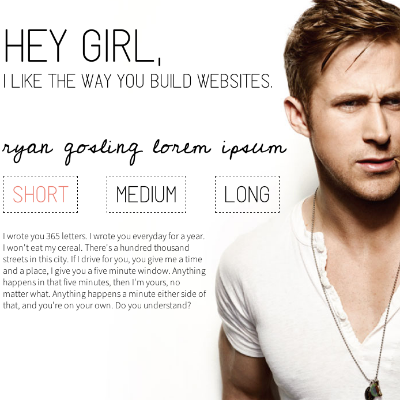 HEY GIRL,
I LIKE THE WAY YOU BUILD WEBSITES.
ryan gosling lorem ipsum
SHORT MEDIUM LONG
I wrote you 365 letters. I wrote you everyday for a year.
I won't eat my cereal. There's a hundred thousand
streets in this city. If I drive for you, you give me a time
and a place, I give you a five minute window. Anything
happens in that five minutes, then I'm yours, no
matter what. Anything happens a minute either side of
that, and you're on your own. Do you understand?